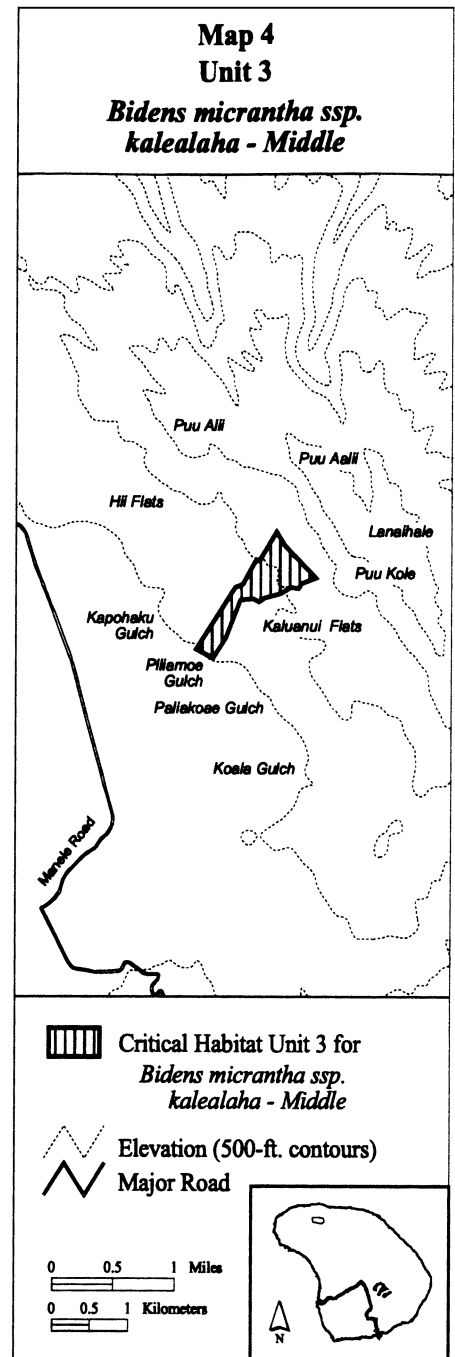 Map 4
Unit 3
Bidens micrantha ssp.
kalealaha - Middle
Puu Alii
Puu Aalii
Hii Flats
Lanaihale
Puu Kole
Kapohaku
Gulch
Kaluanui Flats
Piliamoe
Gulch
Paliakoae Gulch
Koala Gulch
Manele Road
Critical Habitat Unit 3 for
Bidens micrantha ssp.
kalealaha - Middle
Elevation (500-ft. contours)
Major Road
0 0.5 1 Miles
0 0.5 1 Kilometers
N